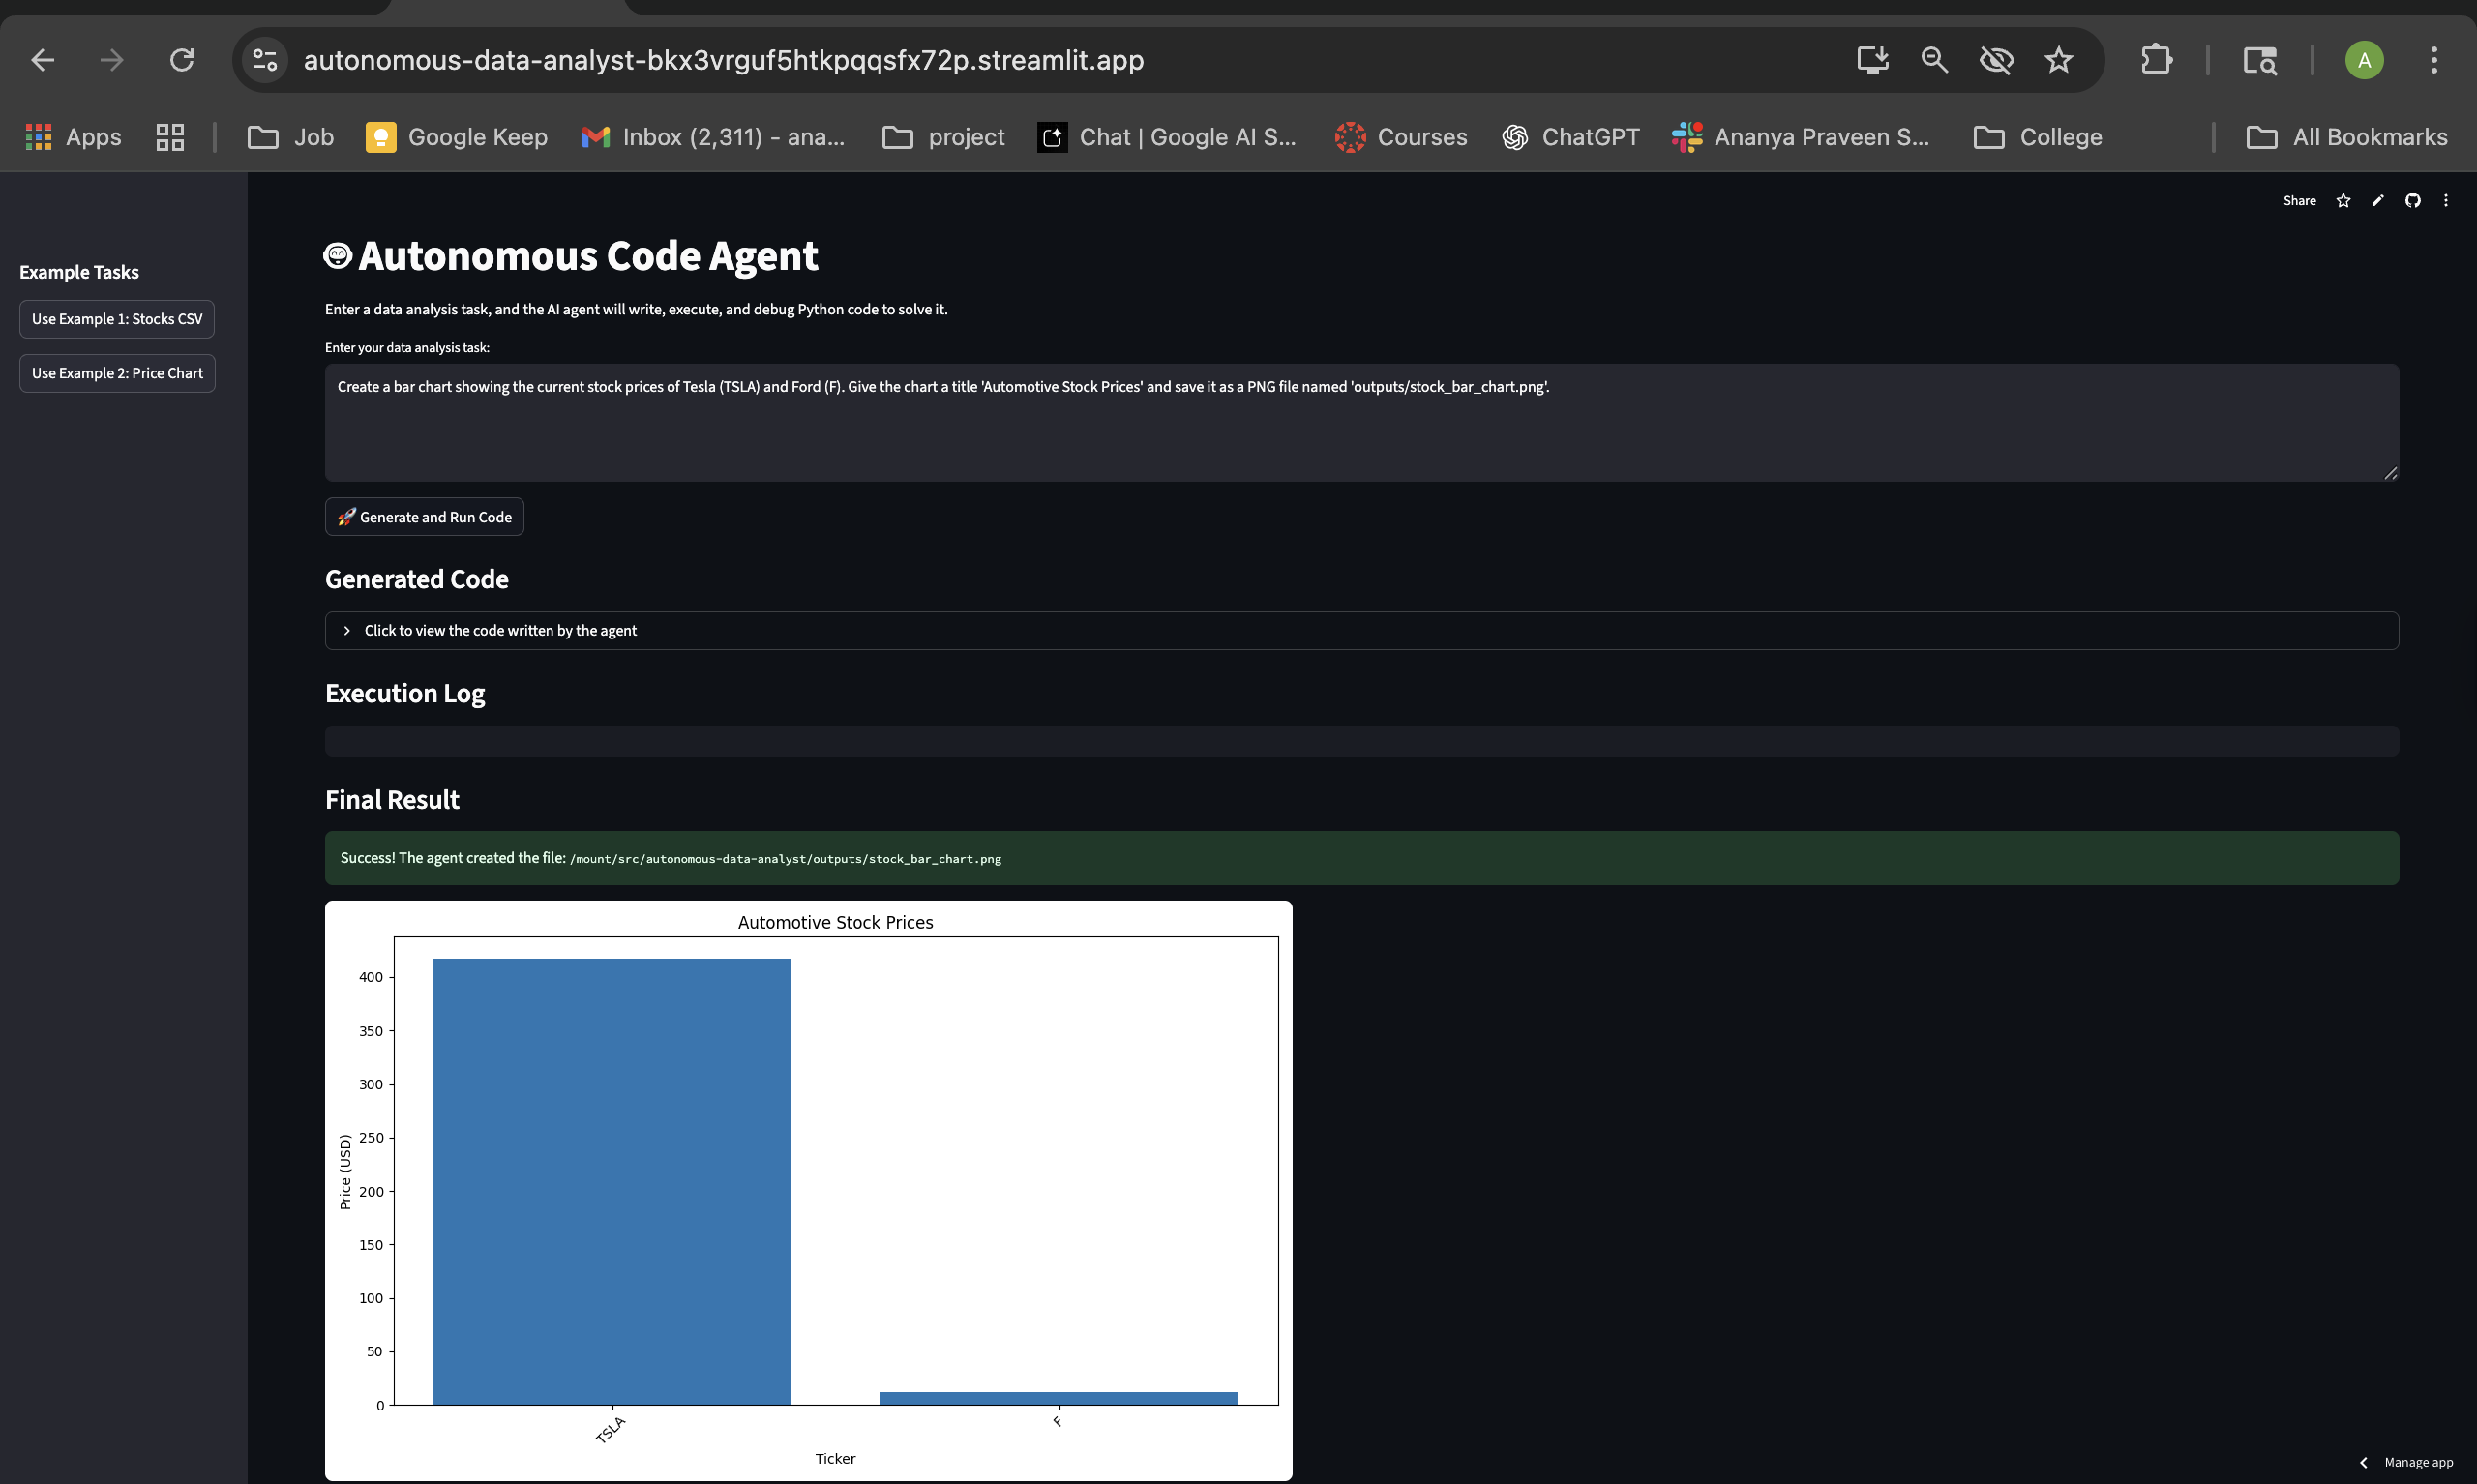 autonomous-data-analyst-bkx3vrguf5htkpqqsfx72p.streamlit.app
A
Apps
Job
Google Keep
Inbox (2,311) - ana...
project
Chat | Google AI S...
Courses
ChatGPT
Ananya Praveen S...
College
All Bookmarks
Share
Example Tasks
Use Example 1: Stocks CSV
Use Example 2: Price Chart
Autonomous Code Agent
Enter a data analysis task, and the AI agent will write, execute, and debug Python code to solve it.
Enter your data analysis task:
Create a bar chart showing the current stock prices of Tesla (TSLA) and Ford (F). Give the chart a title 'Automotive Stock Prices' and save it as a PNG file named 'outputs/stock_bar_chart.png'.
Generate and Run Code
Generated Code
Click to view the code written by the agent
Execution Log
Final Result
Success! The agent created the file: /mount/src/autonomous-data-analyst/outputs/stock_bar_chart.png
Automotive Stock Prices
Price (USD)
400
350
300
250
200
150
100
50
0
TSLA
F
Ticker
Manage app